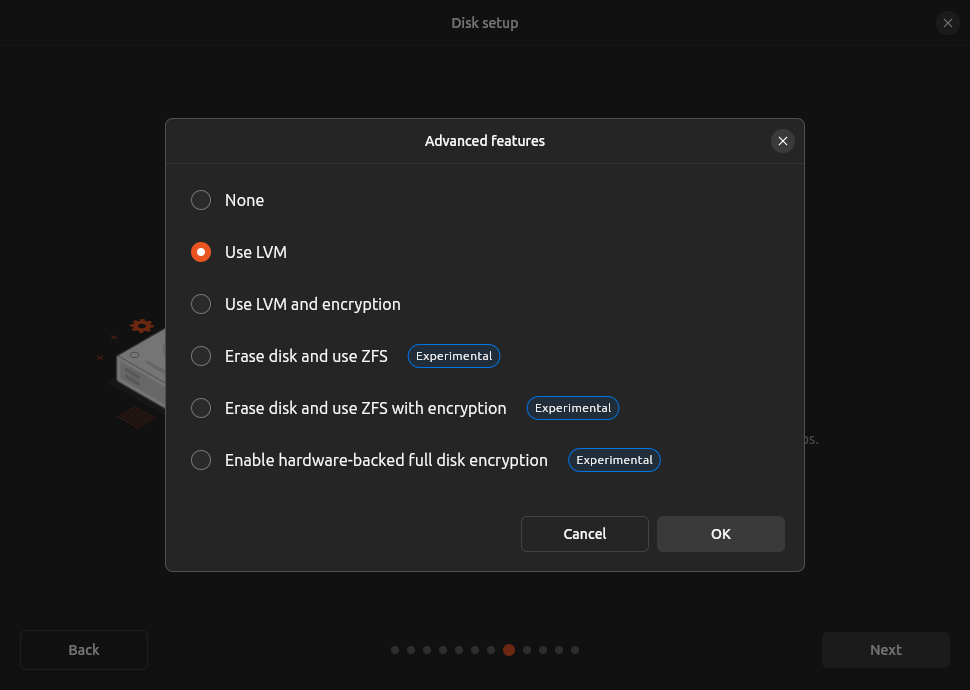 Disk setup
Advanced features
None
Use LVM
Use LVM and encryption
Erase disk and use ZFS Experimental
Erase disk and use ZFS with encryption Experimental
Enable hardware-backed full disk encryption Experimental
Cancel OK
Back Next